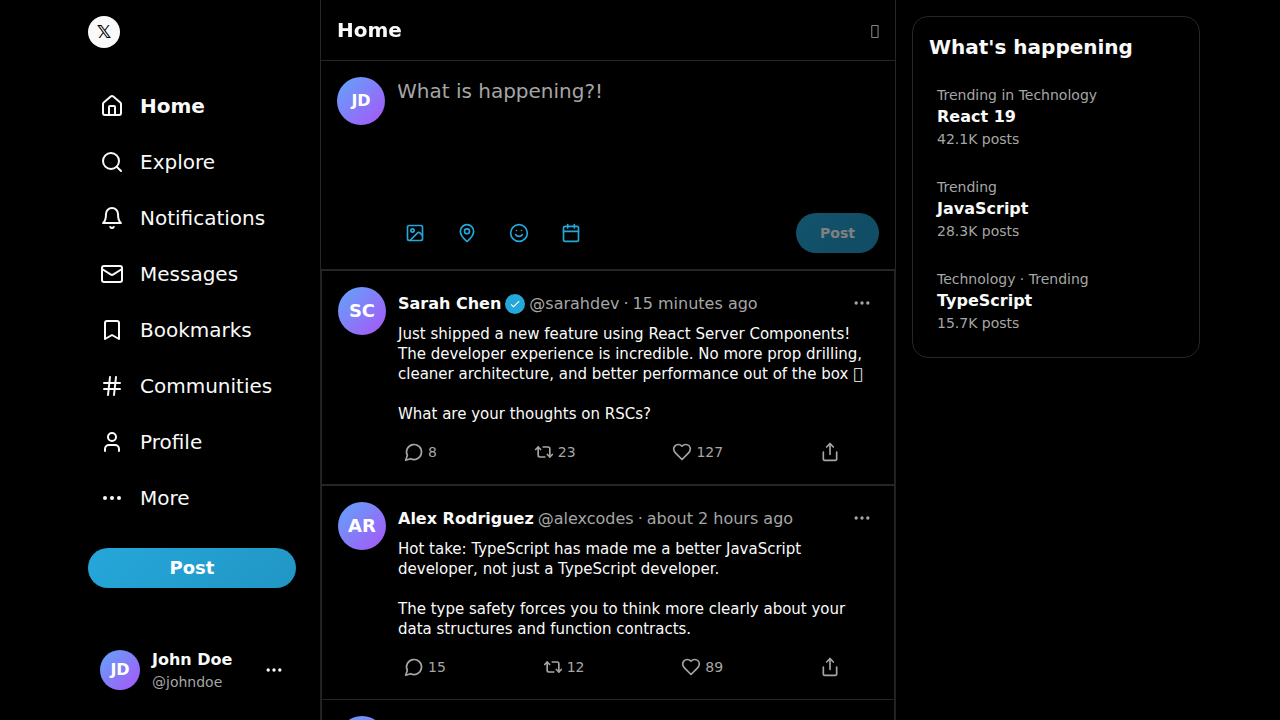 𝕏
Home
Explore
Notifications
Messages
Bookmarks
Communities
Profile
More
Post
JD
John Doe
@johndoe
Home
JD
What is happening?!
Post
SC
Sarah Chen @sarahdev · 15 minutes ago
Just shipped a new feature using React Server Components!
The developer experience is incredible. No more prop drilling,
cleaner architecture, and better performance out of the box
What are your thoughts on RSCs?
8 23 127
AR
Alex Rodriguez @alexcodes · about 2 hours ago
Hot take: TypeScript has made me a better JavaScript
developer, not just a TypeScript developer.
The type safety forces you to think more clearly about your
data structures and function contracts.
15 12 89
What's happening
Trending in Technology
React 19
42.1K posts
Trending
JavaScript
28.3K posts
Technology · Trending
TypeScript
15.7K posts